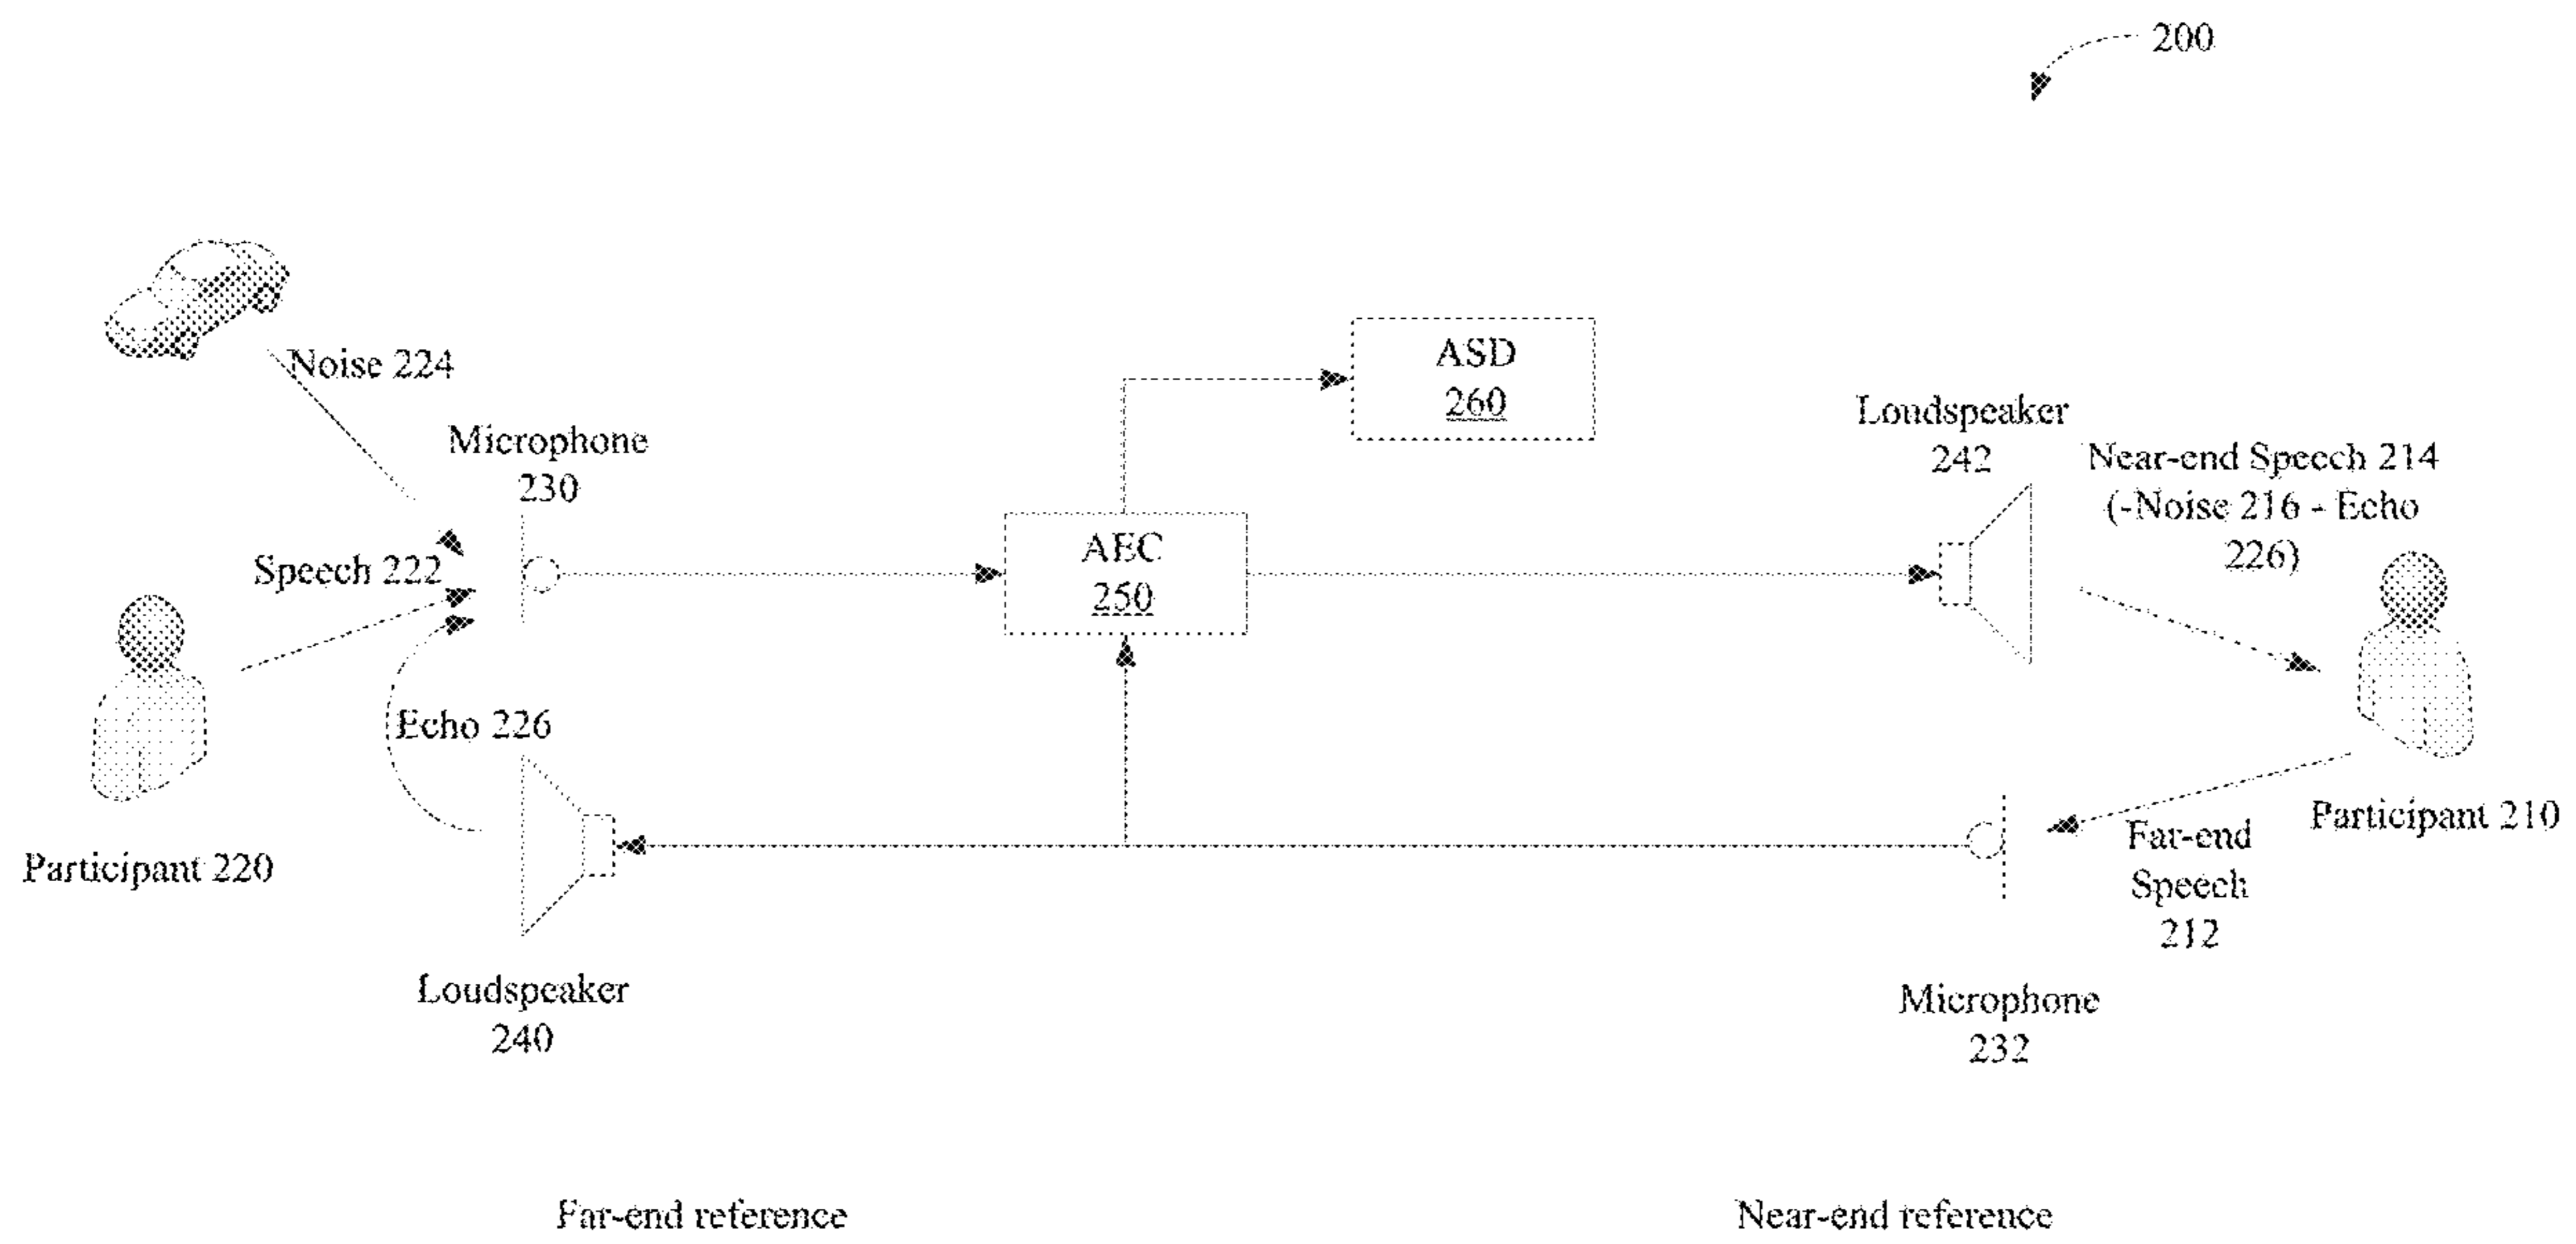 200
Noise 224
ASD
260
Microphone
230
Loudspeaker
242
Near-end Speech 214
(-Noise 216 - Echo
226)
Speech 222
AEC
250
Echo 226
Participant 220
Participant 210
Far-end
Speech
212
Loudspeaker
240
Microphone
232
Far-end reference
Near-end reference